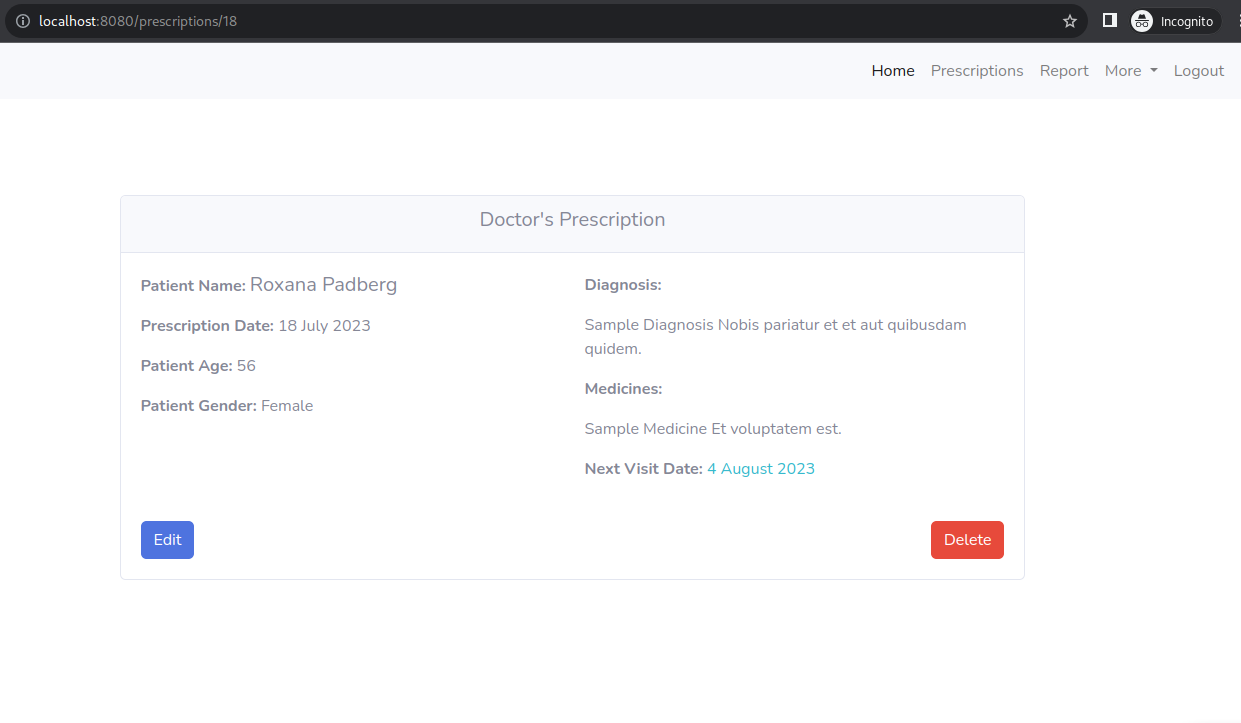 localhost:8080/prescriptions/18
Incognito
Home Prescriptions Report More Logout
Doctor's Prescription
Patient Name: Roxana Padberg
Prescription Date: 18 July 2023
Patient Age: 56
Patient Gender: Female
Diagnosis:
Sample Diagnosis Nobis pariatur et et aut quibusdam
quidem.
Medicines:
Sample Medicine Et voluptatem est.
Next Visit Date: 4 August 2023
Edit
Delete